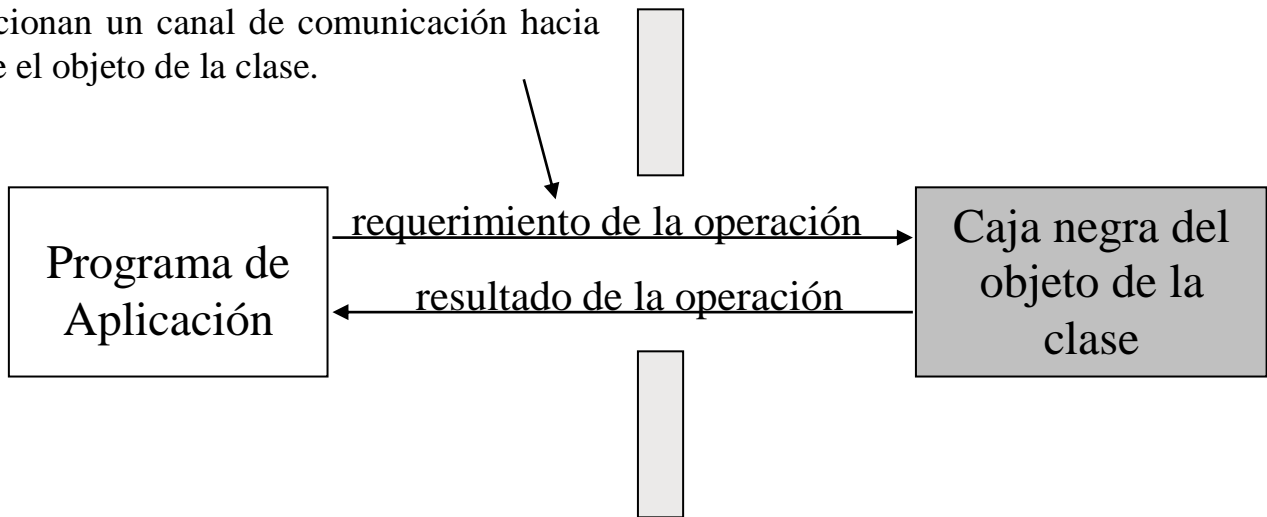 cionan un canal de comunicación hacia
e el objeto de la clase.
requerimiento de la operación
resultado de la operación
Programa de
Aplicación
Caja negra del
objeto de la
clase